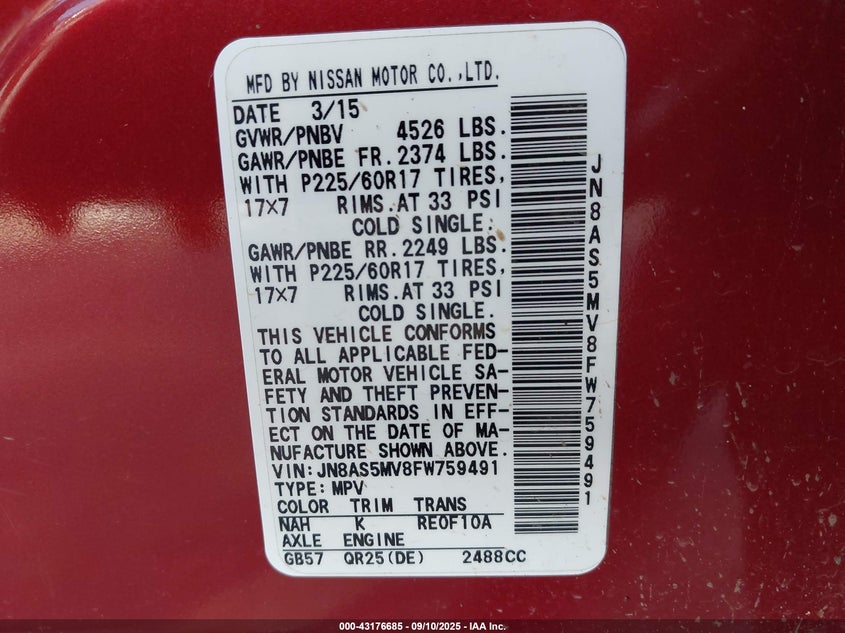 MFD BY NISSAN MOTOR CO.,LTD.
DATE 3/15
GVWR/PNBV 4526 LBS.
GAWR/PNBE FR. 2374 LBS.
WITH P225/60R17 TIRES,
17×7 RIMS. AT 33 PSI
COLD SINGLE.
GAWR/PNBE RR. 2249 LBS.
WITH P225/60R17 TIRES,
17×7 RIMS. AT 33 PSI
COLD SINGLE.
THIS VEHICLE CONFORMS
TO ALL APPLICABLE FED-
ERAL MOTOR VEHICLE SA-
FETY AND THEFT PREVEN-
TION STANDARDS IN EFF-
ECT ON THE DATE OF MA-
NUFACTURE SHOWN ABOVE.
VIN:JN8AS5MV8FW759491
TYPE:MPV
COLOR TRIM TRANS
NAH K RE0F10A
AXLE ENGINE
GB57 QR25(DE) 2488CC
JN8AS5MV8FW759491
000-43176685 - 09/10/2025 - IAA Inc.